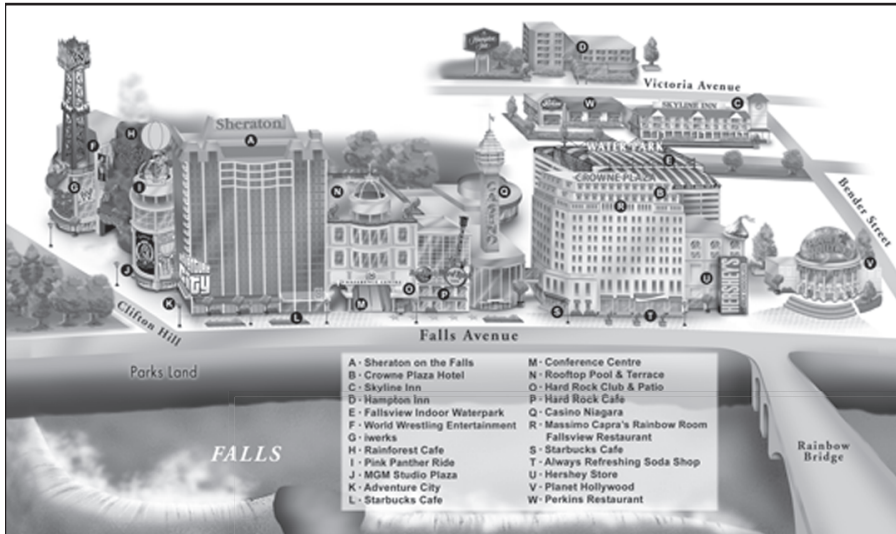 Hampton Inn
D
Victoria Avenue
W
SKYLINE INN
C
Sheraton
A
H
F
G
I
N
CASINO
Q
WATER PARK
E
CROWNE PLAZA
B
R
Bender Street
V
HERSHEY'S
U
J
CITY
K
L
M
O
P
S
T
Clifton Hill
Falls Avenue
Parks Land
FALLS
Rainbow
Bridge
A · Sheraton on the Falls
B · Crowne Plaza Hotel
C · Skyline Inn
D · Hampton Inn
E · Fallsview Indoor Waterpark
F · World Wrestling Entertainment
G · iwerks
H · Rainforest Cafe
I · Pink Panther Ride
J · MGM Studio Plaza
K · Adventure City
L · Starbucks Cafe
M · Conference Centre
N · Rooftop Pool & Terrace
O · Hard Rock Club & Patio
P · Hard Rock Cafe
Q · Casino Niagara
R · Massimo Capra's Rainbow Room
Fallsview Restaurant
S · Starbucks Cafe
T · Always Refreshing Soda Shop
U · Hershey Store
V · Planet Hollywood
W · Perkins Restaurant